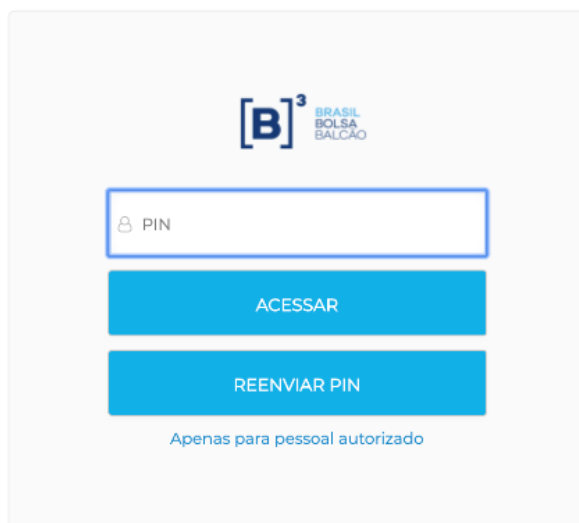 [B]³
BRASIL
BOLSA
BALCÃO
PIN
ACESSAR
REENVIAR PIN
Apenas para pessoal autorizado